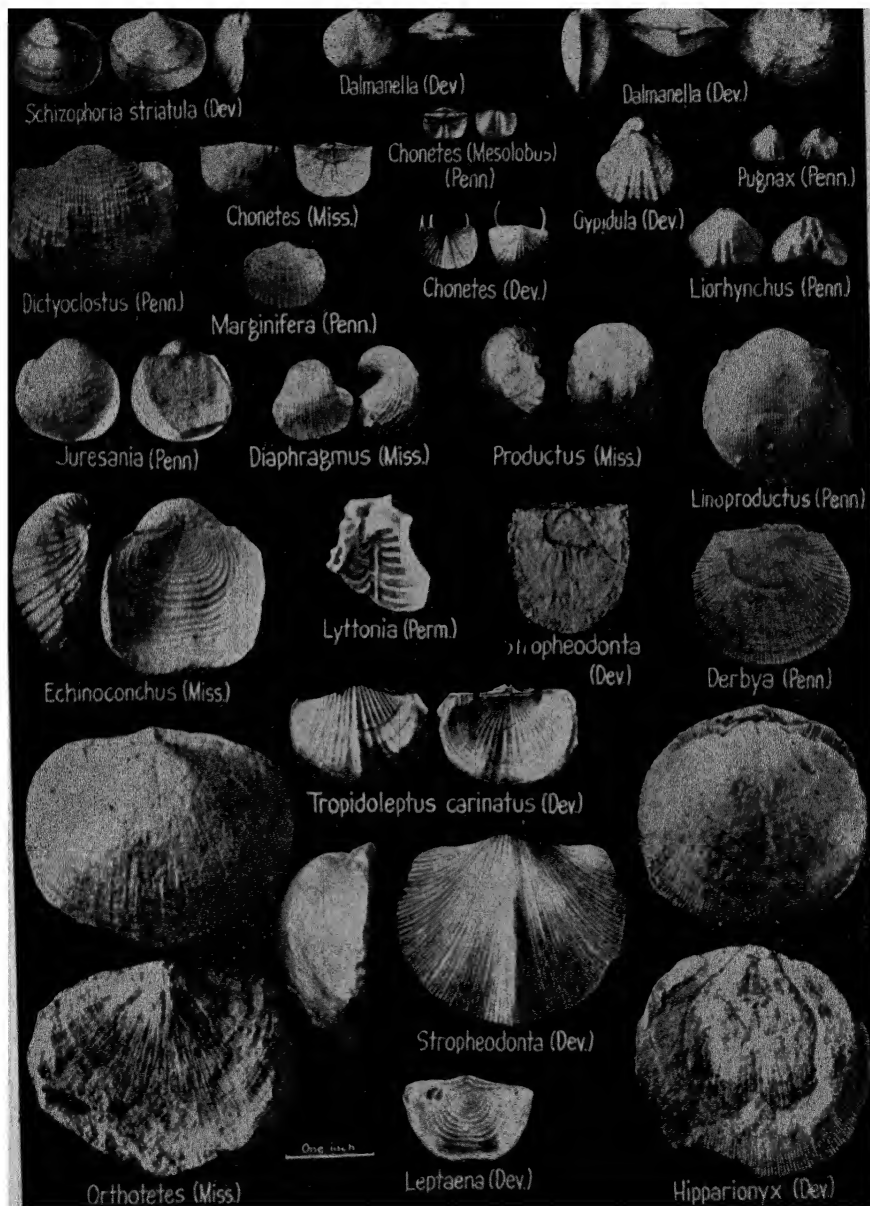 Schizophoria striatula (Dev)
Dalmanella (Dev)
Dalmanella (Dev.)
Chonetes (Mesolobus)
(Penn)
Chonetes (Miss.)
Gypidula (Dev)
Pugnax (Penn.)
Dictyoclostus (Penn.)
Marginifera (Penn.)
Chonetes (Dev.)
Liorhynchus (Penn.)
Juresania (Penn)
Diaphragmus (Miss.)
Productus (Miss.)
Linoproductus (Penn)
Echinoconchus (Miss.)
Lyttonia (Perm.)
Stropheodonta
(Dev)
Derbya (Penn)
Tropidoleptus carinatus (Dev.)
Stropheodonta (Dev.)
One inch
Orthotetes (Miss.)
Leptaena (Dev.)
Hipparionyx (Dev.)